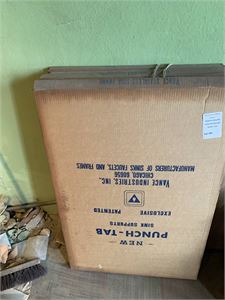 NEW
PUNCH-TAB
SINK SUPPORTS
EXCLUSIVE
PATENTED
VANCE INDUSTRIES, INC.
CHICAGO, 60656
MANUFACTURERS OF SINKS, FAUCETS, AND FRAMES